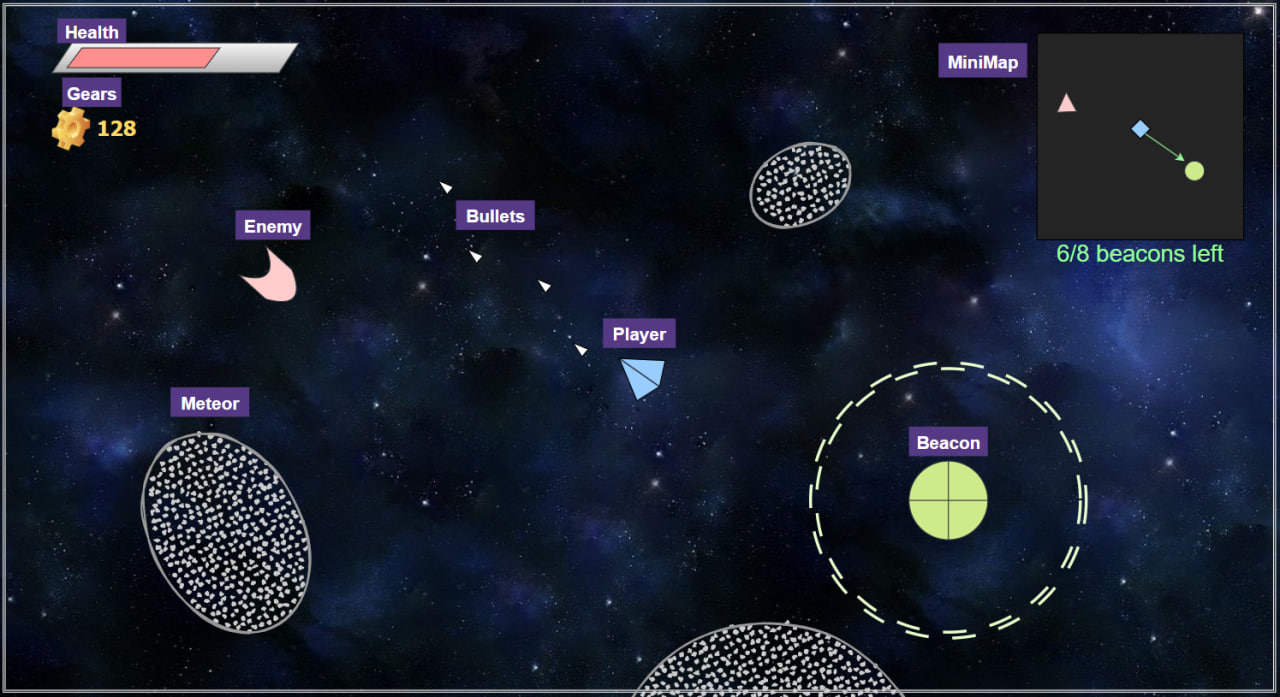 Health
Gears
128
MiniMap
6/8 beacons left
Bullets
Enemy
Player
Meteor
Beacon